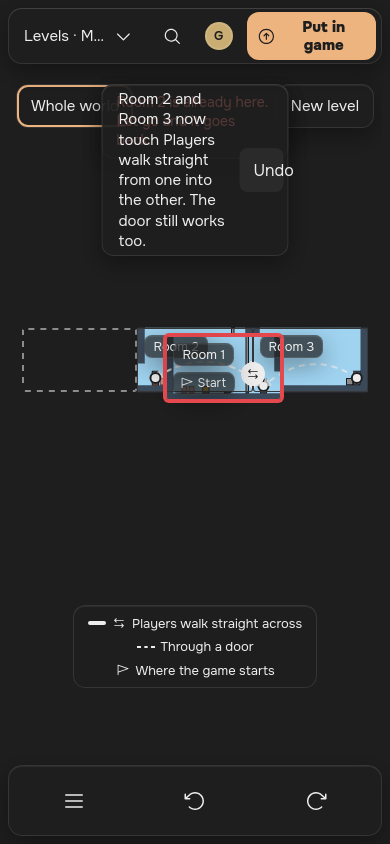 Levels · M...
G
Put in game
Whole wor
New level
Room 2 and
Room 3 now
touch Players
walk straight
from one into
the other. The
door still works
too.
Undo
Room 2
Room 1
Room 3
Start
Players walk straight across
Through a door
Where the game starts